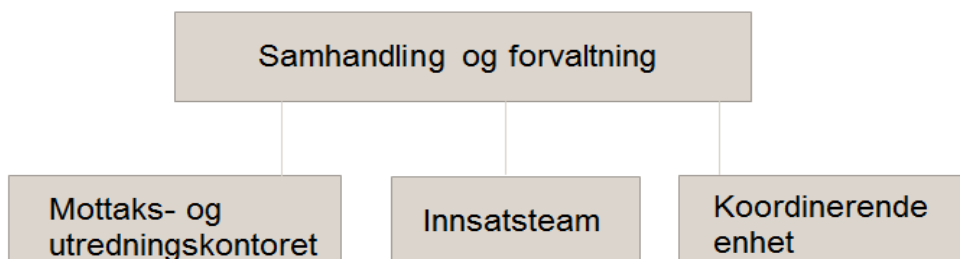 Samhandling og forvaltning
Mottaks- og
utredningskontoret
Innsatsteam
Koordinerende
enhet